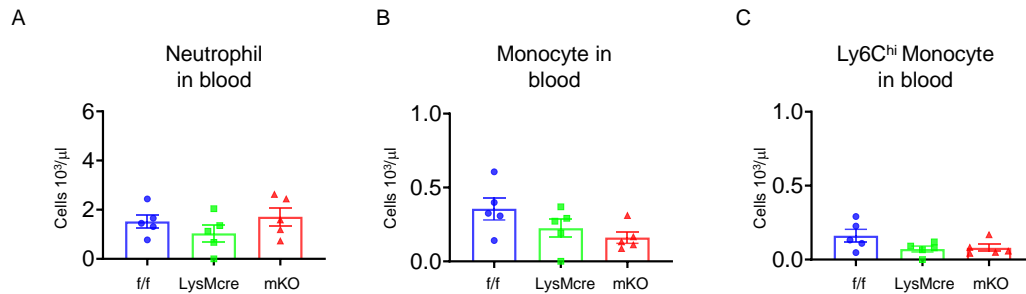 A
Neutrophil
in blood
Cells 10³/µl
6
4
2
0
f/f LysMcre mKO
B
Monocyte in
blood
Cells 10³/µl
1.0
0.5
0.0
f/f LysMcre mKO
C
Ly6Cʰⁱ Monocyte
in blood
Cells 10³/µl
1.0
0.5
0.0
f/f LysMcre mKO